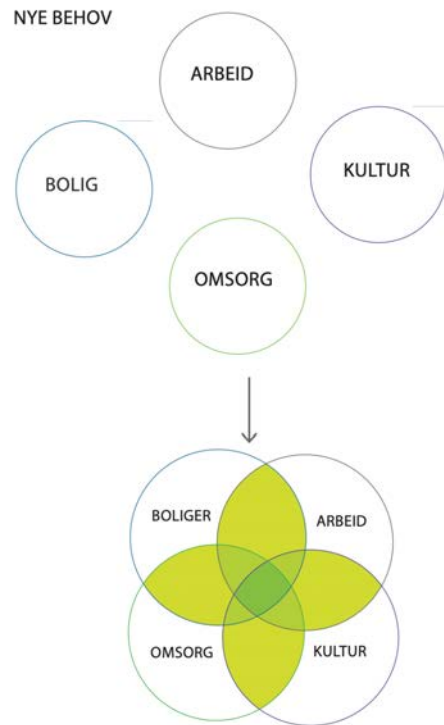 NYE BEHOV
ARBEID
BOLIG
KULTUR
OMSORG
BOLIGER
ARBEID
OMSORG
KULTUR